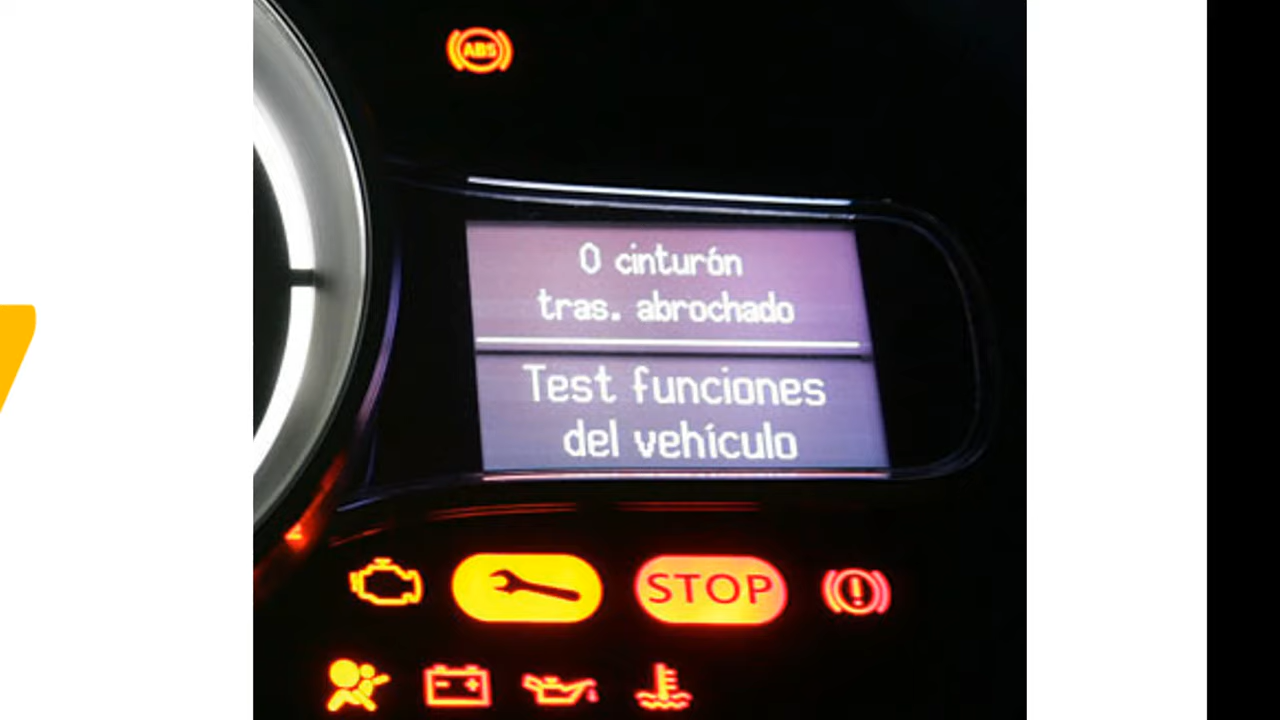 ABS
0 cinturón
tras. abrochado
Test funciones
del vehículo
STOP